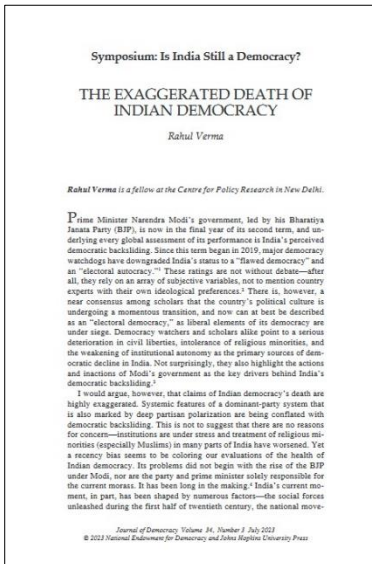 Symposium: Is India Still a Democracy?
THE EXAGGERATED DEATH OF
INDIAN DEMOCRACY
Rahul Verma
Rahul Verma is a fellow at the Centre for Policy Research in New Delhi.
Prime Minister Narendra Modi's government, led by his Bharatiya
Janata Party (BJP), is now in the final year of its second term, and un-
derlying every global assessment of its performance is India's perceived
democratic backsliding. Since this term began in 2019, major democracy
watchdogs have downgraded India's status to a "flawed democracy" and
an "electoral autocracy."1 These ratings are not without debate—after
all, they rely on an array of subjective variables, not to mention country
experts with their own ideological preferences.2 There is, however, a
near consensus among scholars that the country's political culture is
undergoing a momentous transition, and now can at best be described
as an "electoral democracy," as liberal elements of its democracy are
under siege. Democracy watchers and scholars alike point to a serious
deterioration in civil liberties, intolerance of religious minorities, and
the weakening of institutional autonomy as the primary sources of dem-
ocratic decline in India. Not surprisingly, they also highlight the actions
and inactions of Modi's government as the key drivers behind India's
democratic backsliding.3
I would argue, however, that claims of Indian democracy's death are
highly exaggerated. Systemic features of a dominant-party system that
is also marked by deep partisan polarization are being conflated with
democratic backsliding. This is not to suggest that there are no reasons
for concern—institutions are under stress and treatment of religious mi-
norities (especially Muslims) in many parts of India have worsened. Yet
a recency bias seems to be coloring our evaluations of the health of
Indian democracy. Its problems did not begin with the rise of the BJP
under Modi, nor are the party and prime minister solely responsible for
the current morass. It has been long in the making.4 India's current mo-
ment, in part, has been shaped by numerous factors—the social forces
unleashed during the first half of twentieth century, the national move-
Journal of Democracy Volume 34, Number 3 July 2023
© 2023 National Endowment for Democracy and Johns Hopkins University Press